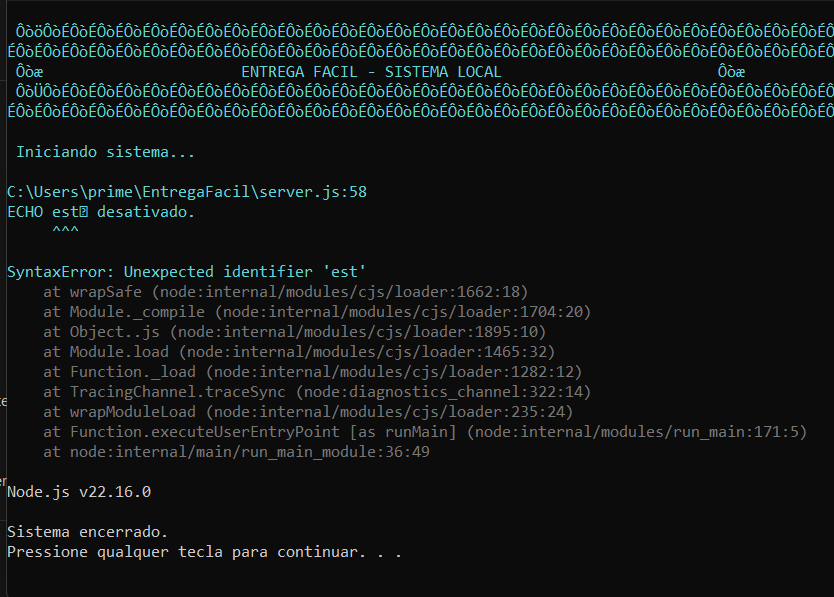 ÔòöÔòÉÔòÉÔòÉÔòÉÔòÉÔòÉÔòÉÔòÉÔòÉÔòÉÔòÉÔòÉÔòÉÔòÉÔòÉÔòÉÔòÉÔòÉÔòÉÔòÉÔòÉÔòÉÔòÉÔòÉÔòÉÔòÉÔòÉÔòÉÔòÉÔ
ÉÔòÉÔòÉÔòÉÔòÉÔòÉÔòÉÔòÉÔòÉÔòÉÔòÉÔòÉÔòÉÔòÉÔòÉÔòÉÔòÉÔòÉÔòÉÔòÉÔòÉÔòÉÔòÉÔòÉÔòÉÔòÉÔòÉÔòÉÔòÉÔòÉÔòÉÔ
Ôòæ ENTREGA FACIL - SISTEMA LOCAL Ôòæ
ÔòÜÔòÉÔòÉÔòÉÔòÉÔòÉÔòÉÔòÉÔòÉÔòÉÔòÉÔòÉÔòÉÔòÉÔòÉÔòÉÔòÉÔòÉÔòÉÔòÉÔòÉÔòÉÔòÉÔòÉÔòÉÔòÉÔòÉÔòÉÔòÉÔòÉÔ
ÉÔòÉÔòÉÔòÉÔòÉÔòÉÔòÉÔòÉÔòÉÔòÉÔòÉÔòÉÔòÉÔòÉÔòÉÔòÉÔòÉÔòÉÔòÉÔòÉÔòÉÔòÉÔòÉÔòÉÔòÉÔòÉÔòÉÔòÉÔòÉÔòÉÔòÉÔ
Iniciando sistema...
C:\Users\prime\EntregaFacil\server.js:58
ECHO est� desativado.
^^^
SyntaxError: Unexpected identifier 'est'
at wrapSafe (node:internal/modules/cjs/loader:1662:18)
at Module._compile (node:internal/modules/cjs/loader:1704:20)
at Object..js (node:internal/modules/cjs/loader:1895:10)
at Module.load (node:internal/modules/cjs/loader:1465:32)
at Function._load (node:internal/modules/cjs/loader:1282:12)
at TracingChannel.traceSync (node:diagnostics_channel:322:14)
at wrapModuleLoad (node:internal/modules/cjs/loader:235:24)
at Function.executeUserEntryPoint [as runMain] (node:internal/modules/run_main:171:5)
at node:internal/main/run_main_module:36:49
Node.js v22.16.0
Sistema encerrado.
Pressione qualquer tecla para continuar. . .